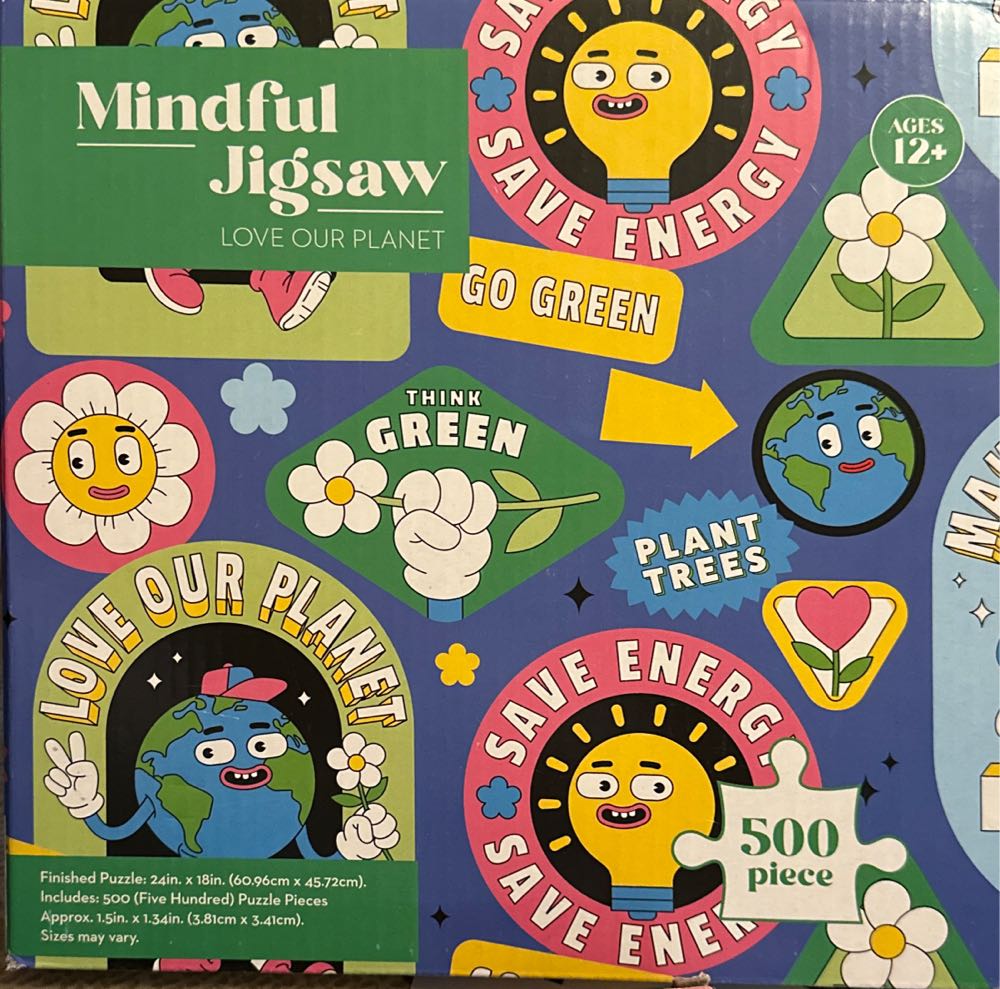 SAVE ENERGY
SAVE ENERGY
Mindful
Jigsaw
LOVE OUR PLANET
AGES
12+
GO GREEN
THINK
GREEN
PLANT
TREES
LOVE OUR PLANET
SAVE ENERGY
SAVE ENER
500
piece
Finished Puzzle: 24in. x 18in. (60.96cm x 45.72cm).
Includes: 500 (Five Hundred) Puzzle Pieces
Approx. 1.5in. x 1.34in. (3.81cm x 3.41cm).
Sizes may vary.